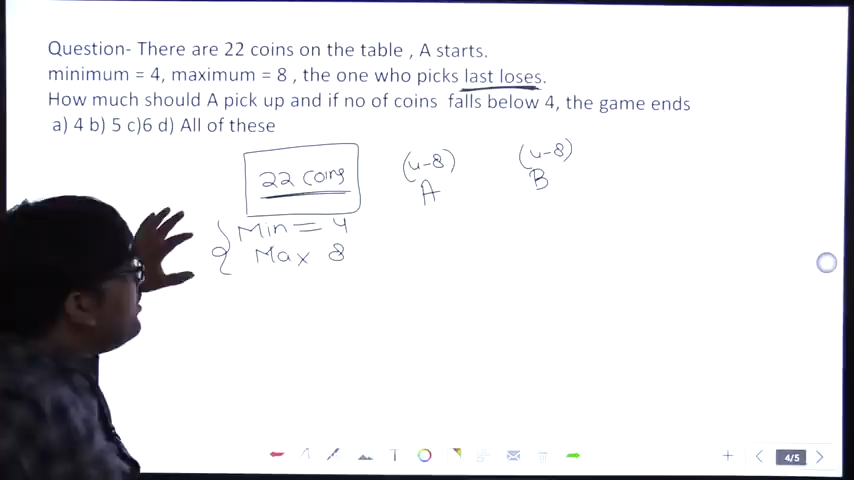 Question- There are 22 coins on the table , A starts.
minimum = 4, maximum = 8 , the one who picks last loses.
How much should A pick up and if no of coins falls below 4, the game ends
a) 4 b) 5 c)6 d) All of these
22 coins
(4-8)
(4-8)
A
B
Min = 4
Max 8
4/5